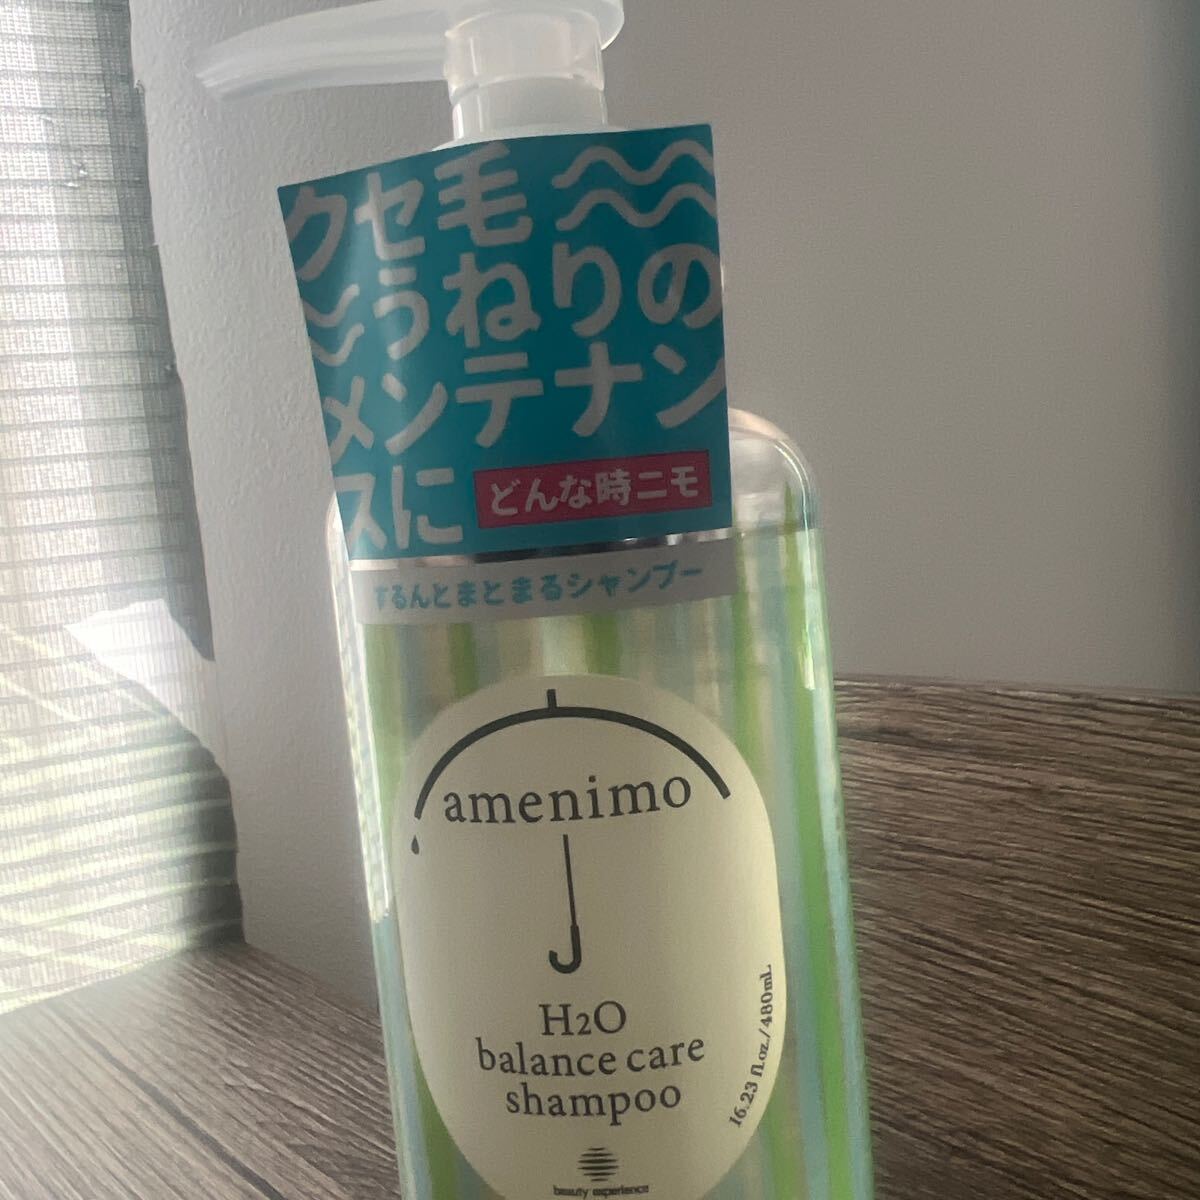 クセ毛
うねりの
メンテナン
スに
どんな時ニモ
するんとまとまるシャンプー
amenimo
H2O
balance care
shampoo
16.23 fl.oz./480mL
beauty experience